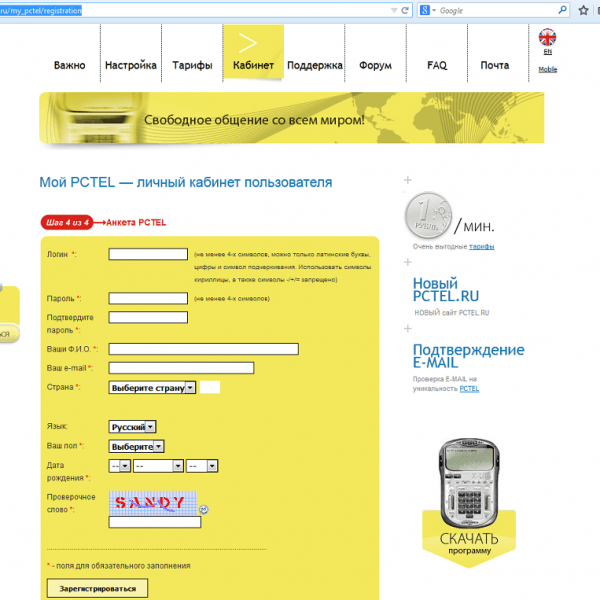 ru/my_pctel/registration
Google
Важно
Настройка
Тарифы
Кабинет
Поддержка
Форум
FAQ
Почта
EN
Mobile
Свободное общение со всем миром!
Мой PCTEL — личный кабинет пользователя
Шаг 4 из 4
Анкета PCTEL
Логин *:
(не менее 4-х символов, можно только латинские буквы,
цифры и символ подчеркивания. Использовать символы
кириллицы, а также символы -/+/= запрещено)
Пароль *:
(не менее 4-х символов)
Подтвердите
пароль *:
Ваши Ф.И.О. *:
Ваш e-mail *:
Страна *:
Выберите страну
Язык:
Русский
Ваш пол *:
Выберите
Дата
рождения *:
--
--
--
Проверочное
слово *:
SANDY
* - поля для обязательного заполнения
Зарегистрироваться
1
РУБЛЬ
/мин.
Очень выгодные тарифы
Новый
PCTEL.RU
НОВЫЙ сайт PCTEL.RU
Подтверждение
E-MAIL
Проверка E-MAIL на
уникальность PCTEL
СКАЧАТЬ
программу